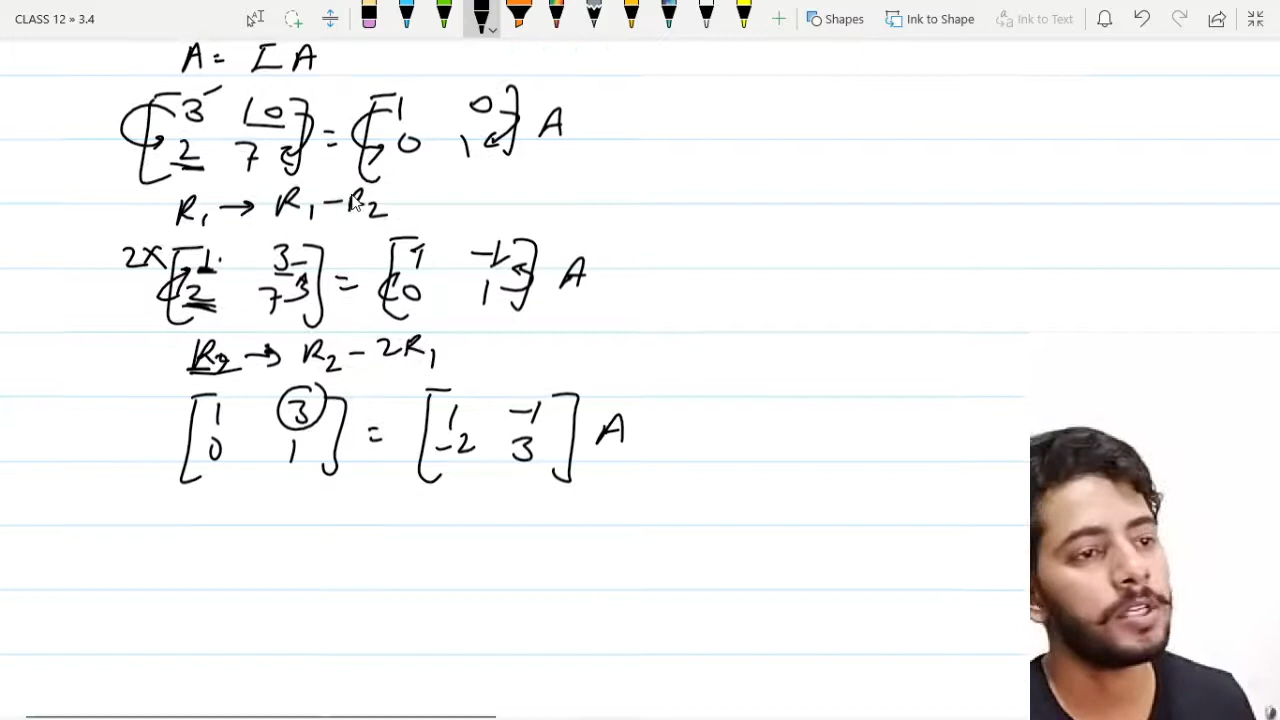 CLASS 12 » 3.4
Shapes Ink to Shape Ink to Text
A = I A
[3 10 = [1 0] A
2 7] 0 1
R₁ → R₁ - R₂
2× [1 3] = [1 -1] A
2 7 3 0 1
R₂ → R₂ - 2R₁
[1 3] = [1 -1] A
0 1 -2 3